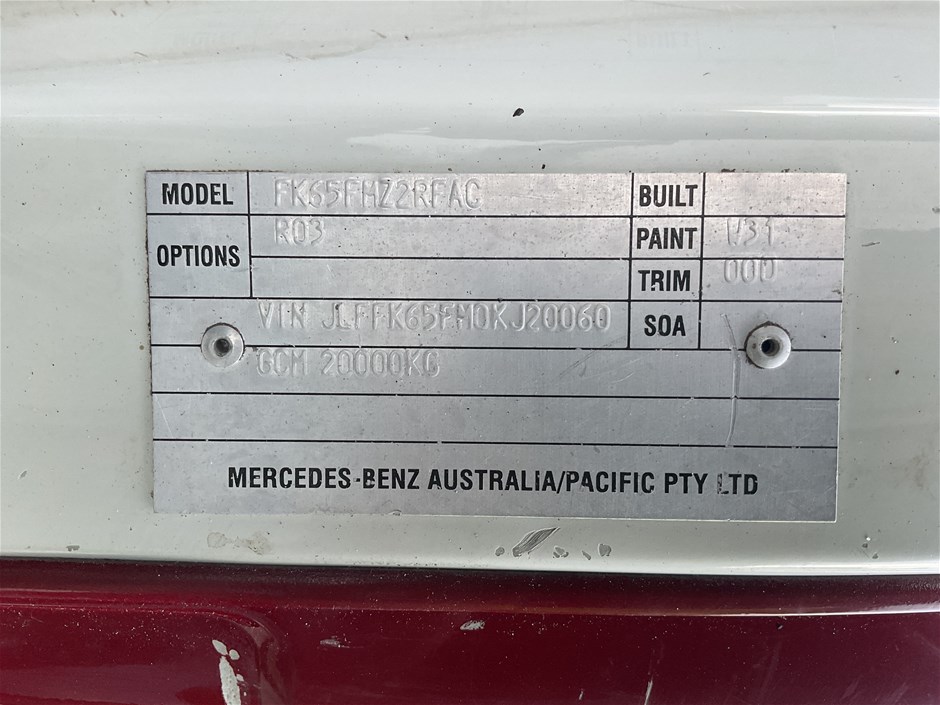 MODEL FK65FMZ2RFAC BUILT
OPTIONS R03 PAINT W31
TRIM 00M
VIN JLFFK65FM0KJ20060 SOA
GCM 20000KG
MERCEDES-BENZ AUSTRALIA/PACIFIC PTY LTD